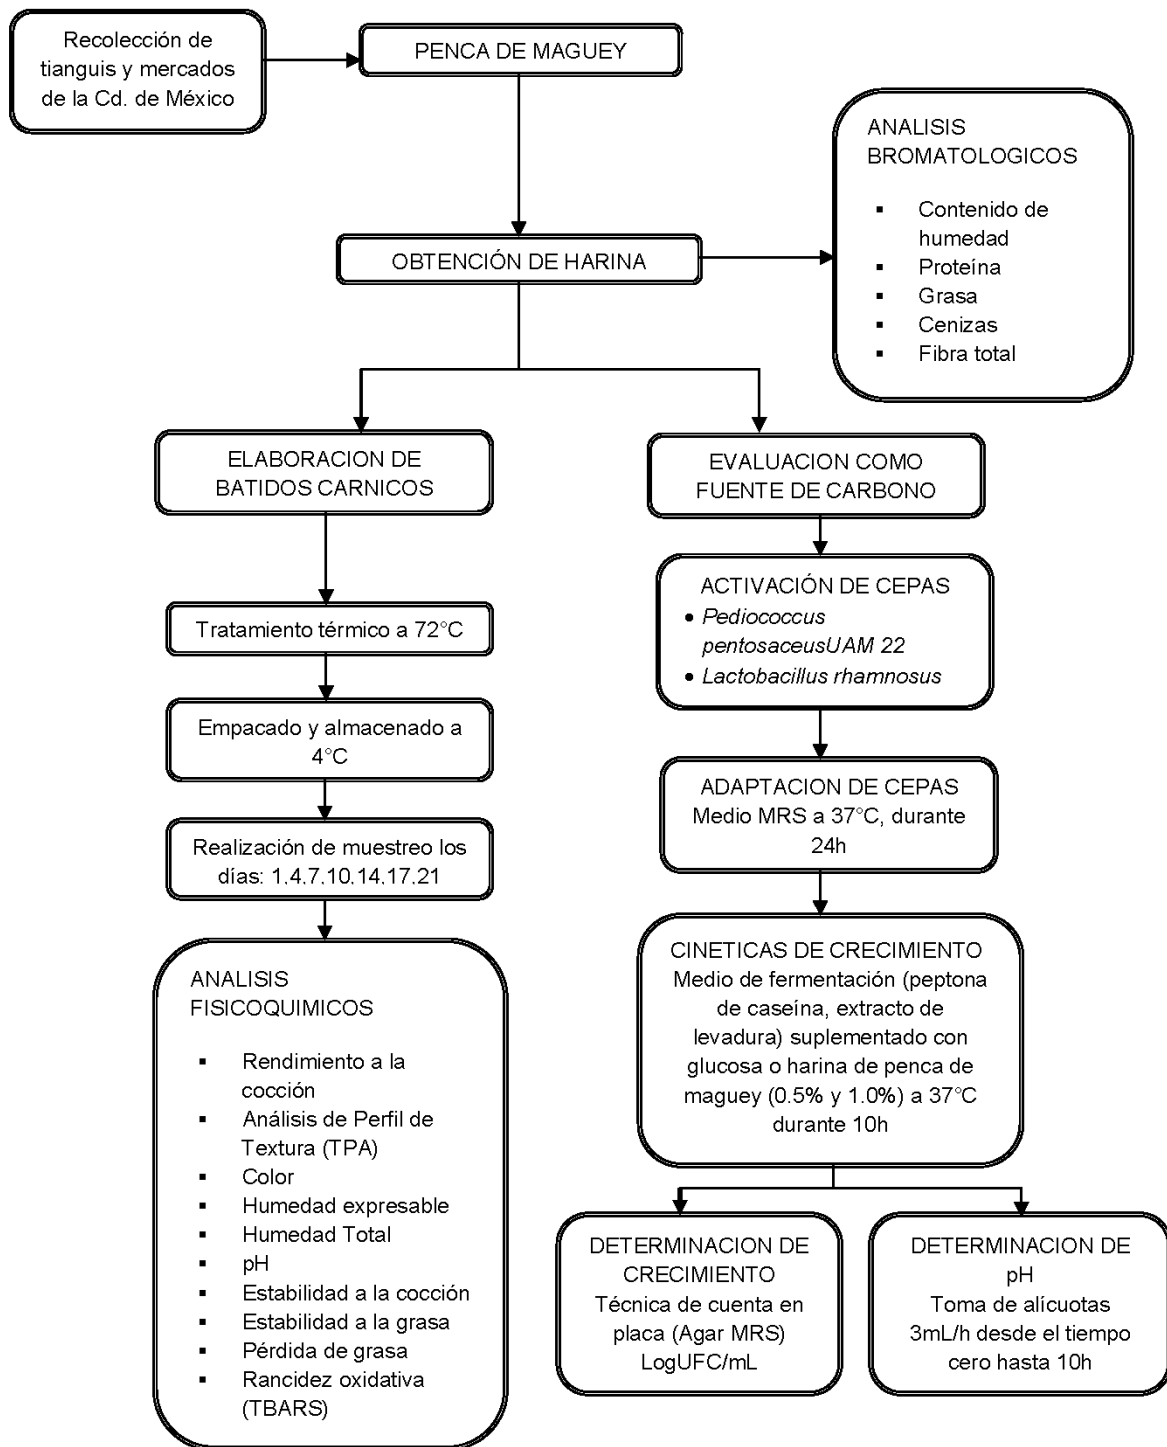 Recolección de
tianguis y mercados
de la Cd. de México
PENCA DE MAGUEY
ANALISIS
BROMATOLOGICOS
▪ Contenido de
humedad
▪ Proteína
▪ Grasa
▪ Cenizas
▪ Fibra total
OBTENCIÓN DE HARINA
ELABORACION DE
BATIDOS CARNICOS
Tratamiento térmico a 72°C
Empacado y almacenado a
4°C
Realización de muestreo los
días: 1,4,7,10,14,17,21
ANALISIS
FISICOQUIMICOS
▪ Rendimiento a la
cocción
▪ Análisis de Perfil de
Textura (TPA)
▪ Color
▪ Humedad expresable
▪ Humedad Total
▪ pH
▪ Estabilidad a la cocción
▪ Estabilidad a la grasa
▪ Pérdida de grasa
▪ Rancidez oxidativa
(TBARS)
EVALUACION COMO
FUENTE DE CARBONO
ACTIVACIÓN DE CEPAS
• Pediococcus
pentosaceusUAM 22
• Lactobacillus rhamnosus
ADAPTACION DE CEPAS
Medio MRS a 37°C, durante
24h
CINETICAS DE CRECIMIENTO
Medio de fermentación (peptona
de caseína, extracto de
levadura) suplementado con
glucosa o harina de penca de
maguey (0.5% y 1.0%) a 37°C
durante 10h
DETERMINACION DE
CRECIMIENTO
Técnica de cuenta en
placa (Agar MRS)
LogUFC/mL
DETERMINACION DE
pH
Toma de alícuotas
3mL/h desde el tiempo
cero hasta 10h